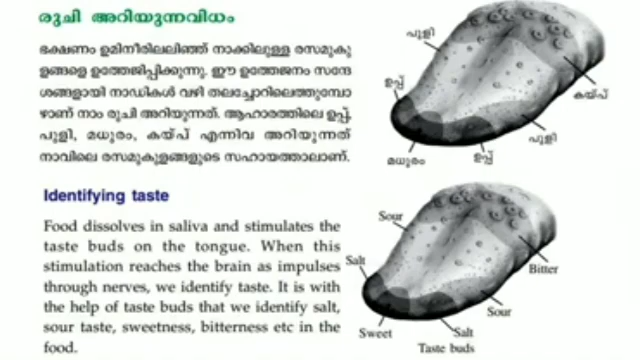 രുചി അറിയുന്നവിധം
ഭക്ഷണം ഉമിനീരിലലിഞ്ഞ് നാക്കിലുള്ള രസമുകു
ളങ്ങളെ ഉത്തേജിപ്പിക്കുന്നു. ഈ ഉത്തേജനം സന്ദേ
ശങ്ങളായി നാഡികൾ വഴി തലച്ചോറിലെത്തുമ്പോ
ഴാണ് നാം രുചി അറിയുന്നത്. ആഹാരത്തിലെ ഉപ്പ്,
പുളി, മധുരം, കയ്പ് എന്നിവ അറിയുന്നത്
നാവിലെ രസമുകുളങ്ങളുടെ സഹായത്താലാണ്.
പുളി
ഉപ്പ്
കയ്പ്
പുളി
മധുരം
ഉപ്പ്
Identifying taste
Food dissolves in saliva and stimulates the
taste buds on the tongue. When this
stimulation reaches the brain as impulses
through nerves, we identify taste. It is with
the help of taste buds that we identify salt,
sour taste, sweetness, bitterness etc in the
food.
Sour
Salt
Bitter
Sour
Sweet
Salt
Taste buds